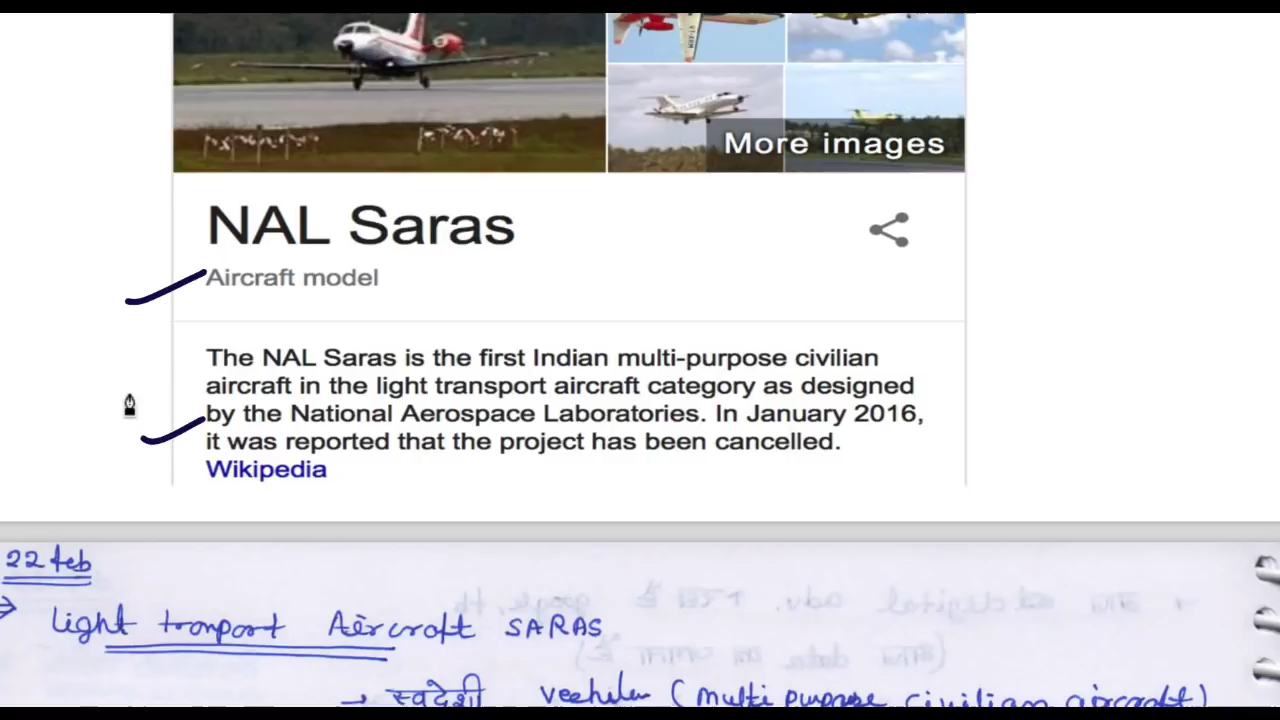 More images
NAL Saras
Aircraft model
The NAL Saras is the first Indian multi-purpose civilian
aircraft in the light transport aircraft category as designed
by the National Aerospace Laboratories. In January 2016,
it was reported that the project has been cancelled.
Wikipedia
22 feb
Light tronport Aircraft SARAS
→ स्वदेशी (multi purpose civilian aircraft)